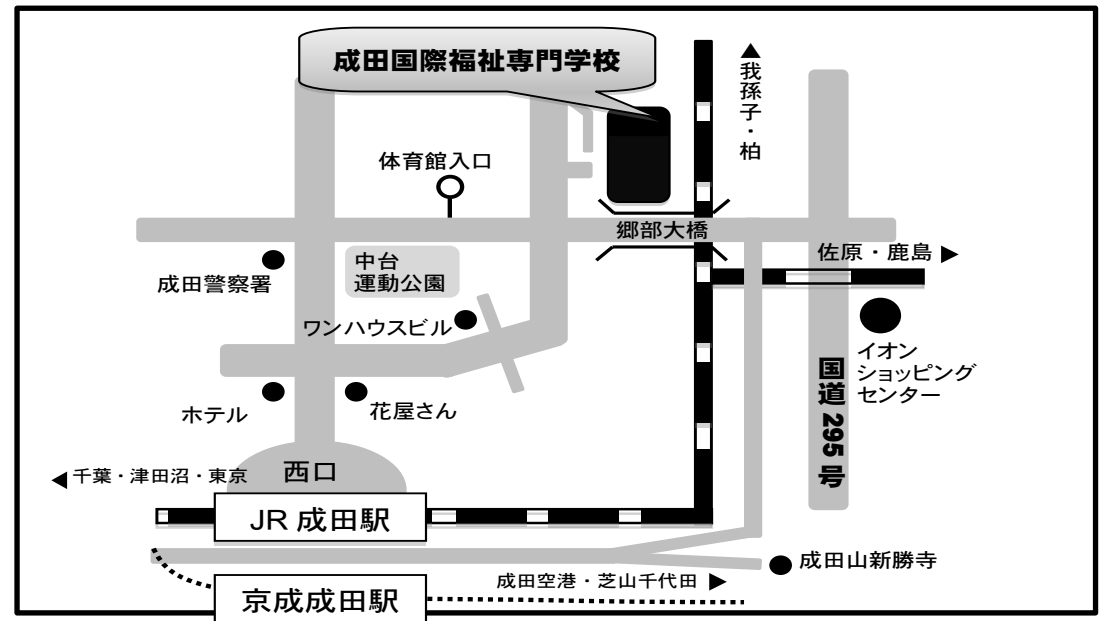 成田国際福祉専門学校
▲我孫子・柏
体育館入口
郷部大橋
佐原・鹿島 ▶
成田警察署
中台
運動公園
ワンハウスビル
イオン
ショッピング
センター
国道295号
ホテル
花屋さん
◀ 千葉・津田沼・東京
西口
JR 成田駅
成田山新勝寺
成田空港・芝山千代田 ▶
京成成田駅